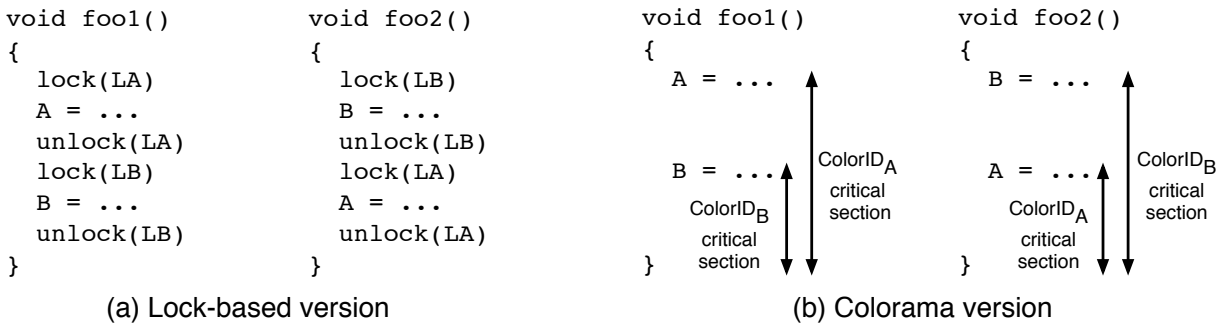 void foo1()
{
lock(LA)
A = ...
unlock(LA)
lock(LB)
B = ...
unlock(LB)
}
void foo2()
{
lock(LB)
B = ...
unlock(LB)
lock(LA)
A = ...
unlock(LA)
}
(a) Lock-based version
void foo1()
{
A = ...
B = ...
ColorIDA
critical
section
ColorIDB
critical
section
}
void foo2()
{
B = ...
A = ...
ColorIDB
critical
section
ColorIDA
critical
section
}
(b) Colorama version